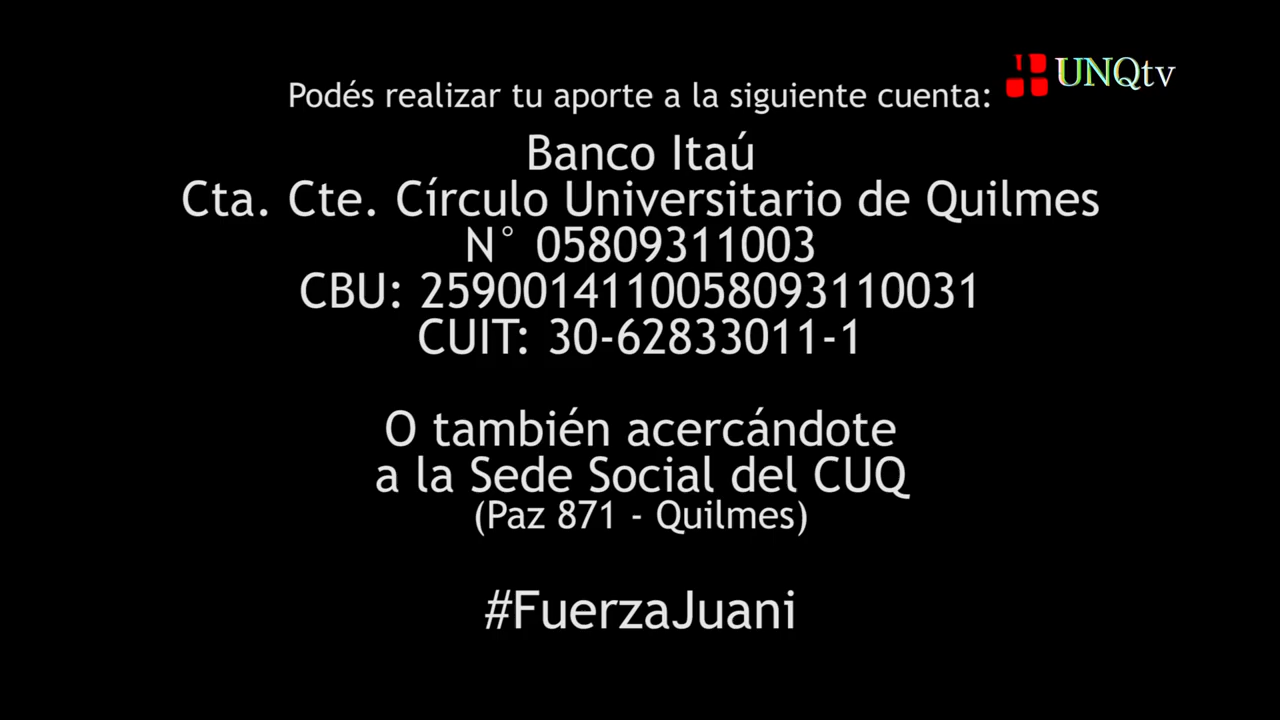 UNQtv
Podés realizar tu aporte a la siguiente cuenta:
Banco Itaú
Cta. Cte. Círculo Universitario de Quilmes
N° 05809311003
CBU: 2590014110058093110031
CUIT: 30-62833011-1
O también acercándote
a la Sede Social del CUQ
(Paz 871 - Quilmes)
#FuerzaJuani